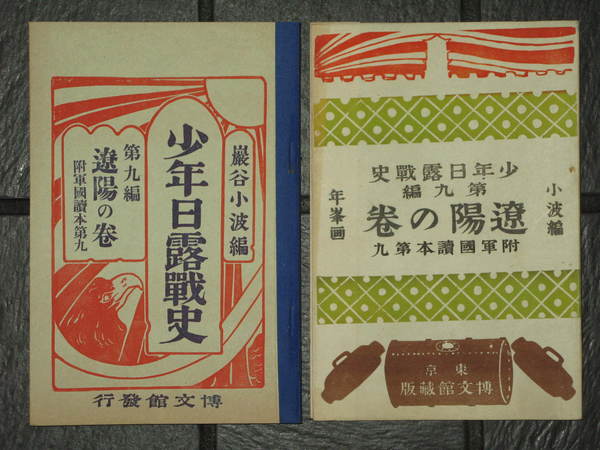 巖谷小波編
少年日露戰史
第九編
遼陽の卷
附軍國讀本第九
博文館發行
小波編
少年日露戰史
第九編
遼陽の卷
附軍國讀本第九
年峯画
東京
博文館藏版